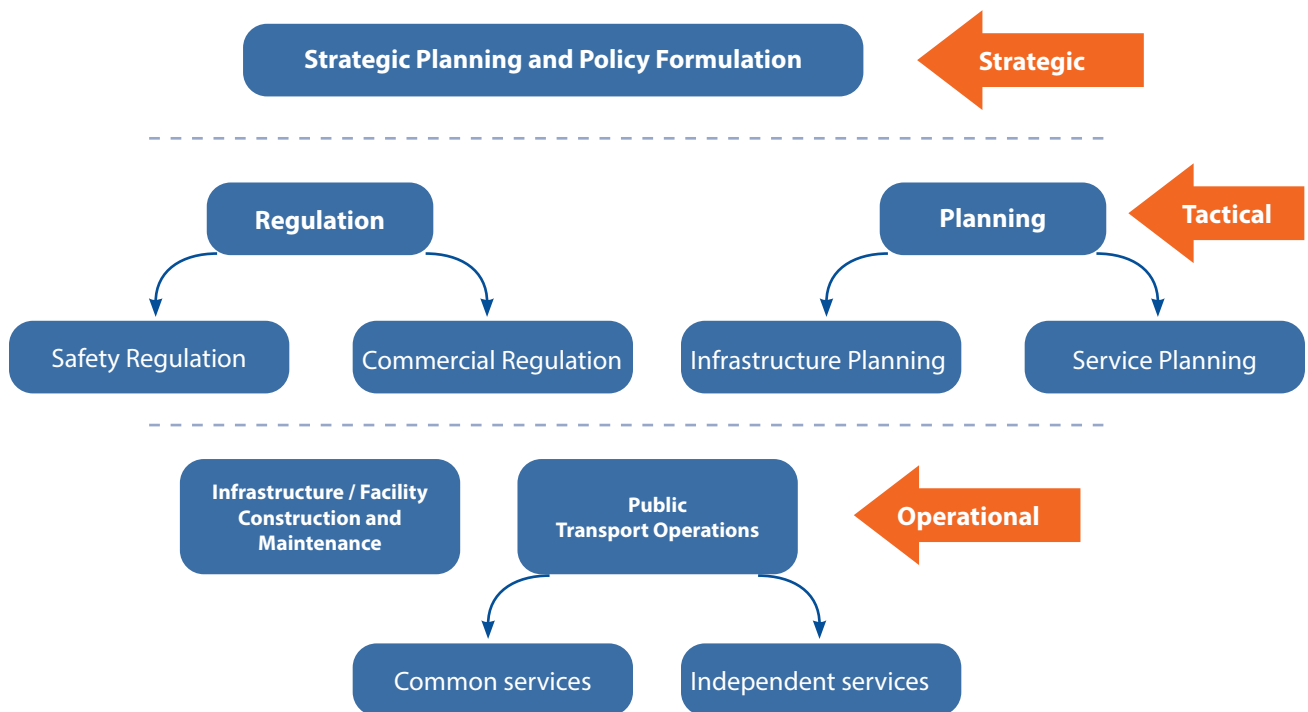 Strategic Planning and Policy Formulation
Strategic
Regulation
Planning
Tactical
Safety Regulation
Commercial Regulation
Infrastructure Planning
Service Planning
Infrastructure / Facility
Construction and
Maintenance
Public
Transport Operations
Operational
Common services
Independent services